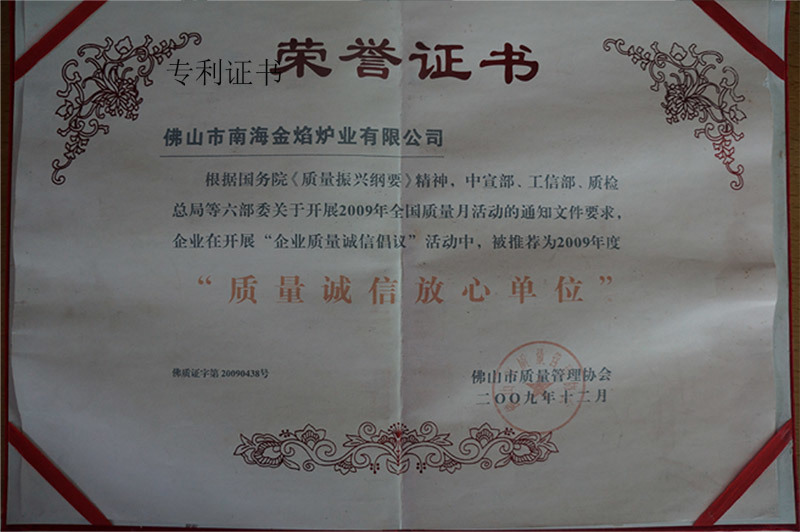 荣誉证书
专利证书
佛山市南海金焰炉业有限公司
根据国务院《质量振兴纲要》精神，中宣部、工信部、质检
总局等六部委关于开展2009年全国质量月活动的通知文件要求，
企业在开展“企业质量诚信倡议”活动中，被推荐为2009年度
“质量诚信放心单位”
佛质证字第 20090438号
佛山市质量管理协会
二〇〇九年十二月